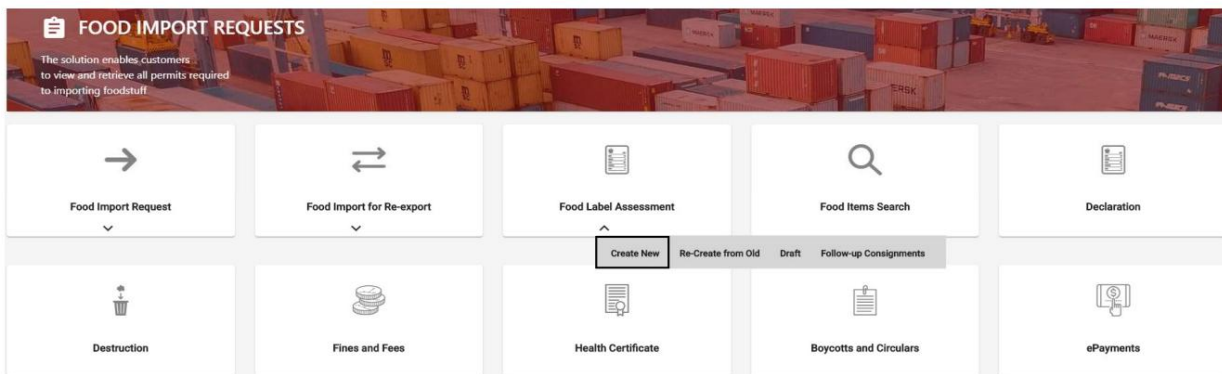 FOOD IMPORT REQUESTS
The solution enables customers
to view and retrieve all permits required
to importing foodstuff
MAERSK
ERSK
Food Import Request
Food Import for Re-export
Food Label Assessment
Food Items Search
Declaration
Create New
Re-Create from Old
Draft
Follow-up Consignments
Destruction
Fines and Fees
Health Certificate
Boycotts and Circulars
ePayments